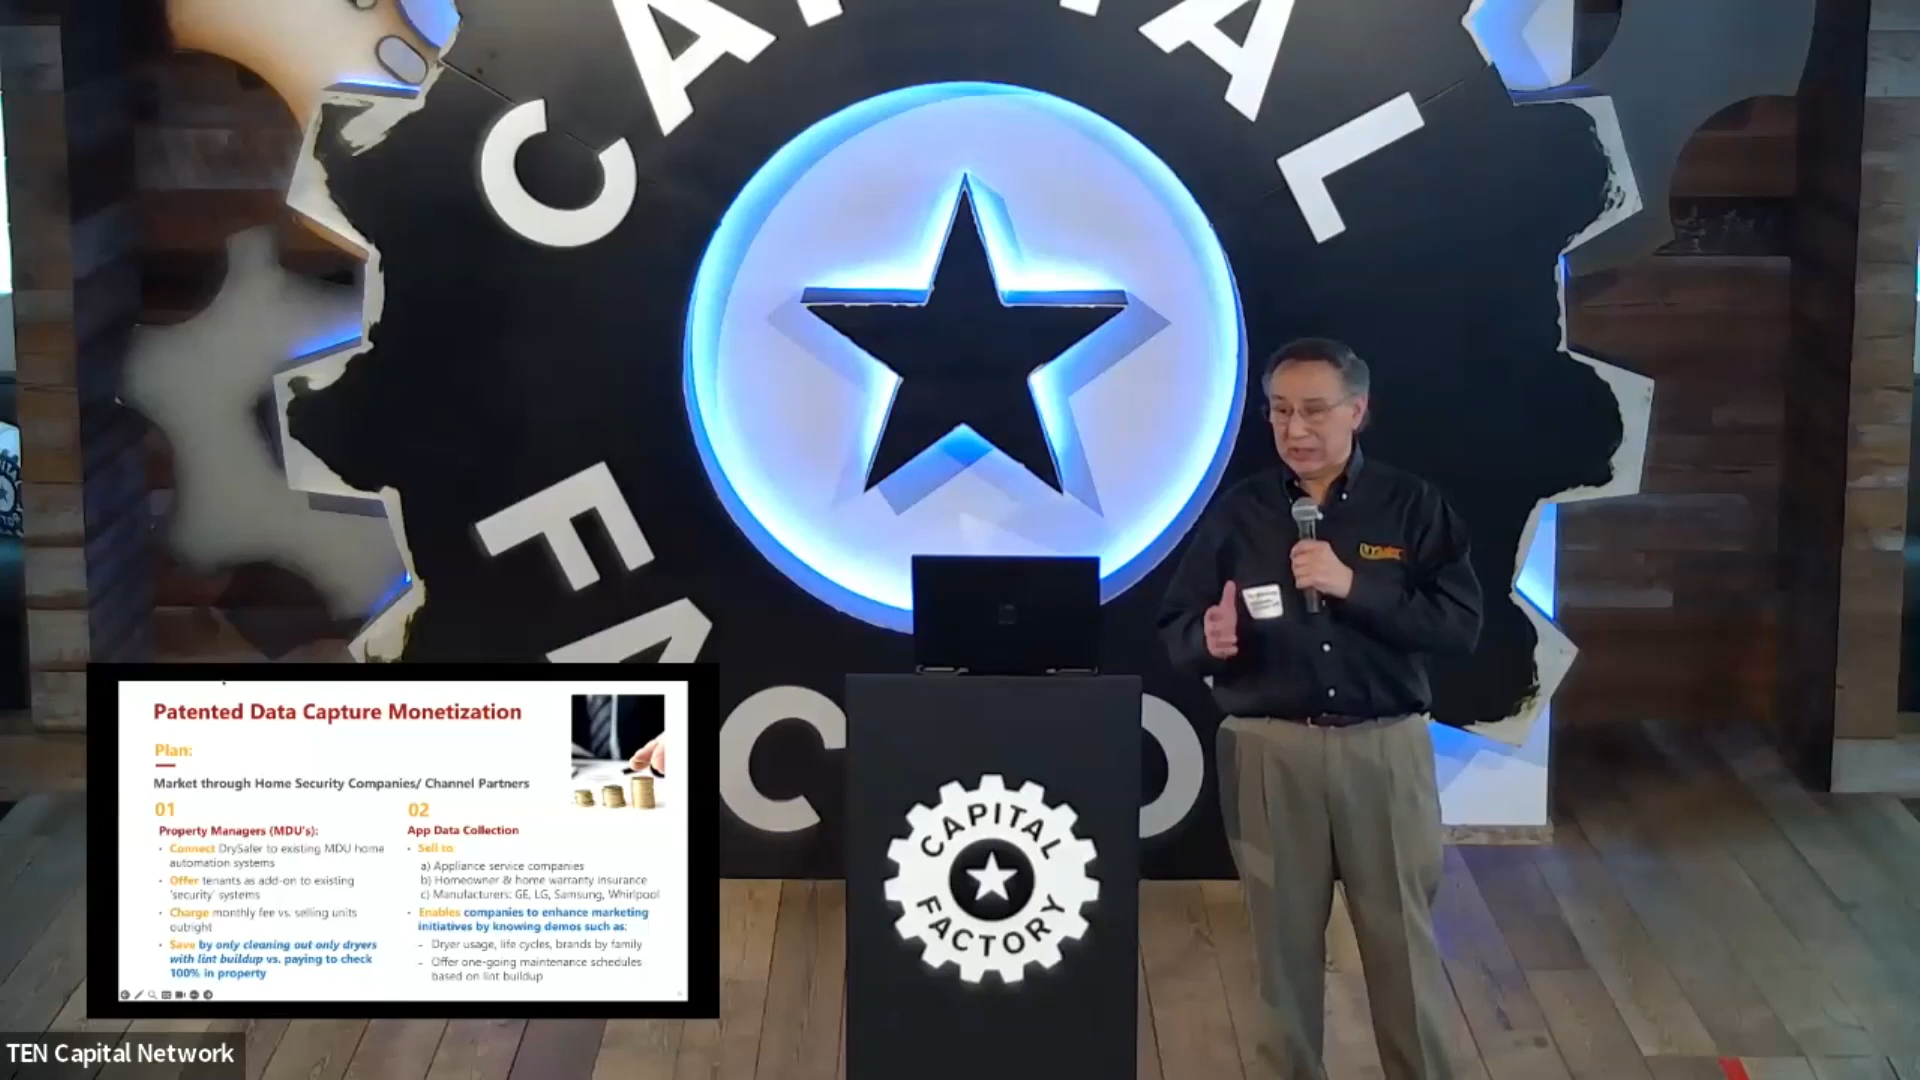 CAPITAL
FA
C O
Patented Data Capture Monetization
Plan:
Market through Home Security Companies/ Channel Partners
01
Property Managers (MDU's):
• Connect DrySafer to existing MDU home
automation systems
• Offer tenants as add-on to existing
'security' systems
• Charge monthly fee vs. selling units
outright
• Save by only cleaning out only dryers
with lint buildup vs. paying to check
100% in property
02
App Data Collection
• Sell to:
a) Appliance service companies
b) Homeowner & home warranty insurance
c) Manufacturers: GE, LG, Samsung, Whirlpool
• Enables companies to enhance marketing
initiatives by knowing demos such as:
- Dryer usage, life cycles, brands by family
- Offer one-going maintenance schedules
based on lint buildup
DrySafer
CAPITAL
FACTORY
TEN Capital Network